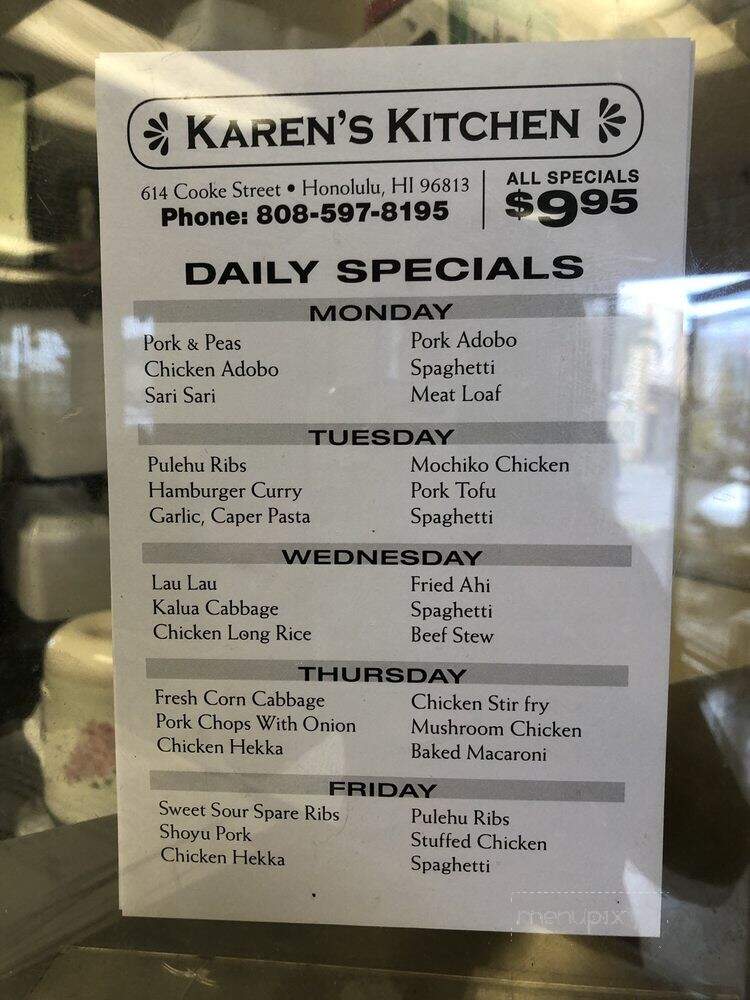 KAREN'S KITCHEN
614 Cooke Street • Honolulu, HI 96813
Phone: 808-597-8195
ALL SPECIALS
$9.95
DAILY SPECIALS
MONDAY
Pork & Peas
Chicken Adobo
Sari Sari
Pork Adobo
Spaghetti
Meat Loaf
TUESDAY
Pulehu Ribs
Hamburger Curry
Garlic, Caper Pasta
Mochiko Chicken
Pork Tofu
Spaghetti
WEDNESDAY
Lau Lau
Kalua Cabbage
Chicken Long Rice
Fried Ahi
Spaghetti
Beef Stew
THURSDAY
Fresh Corn Cabbage
Pork Chops With Onion
Chicken Hekka
Chicken Stir fry
Mushroom Chicken
Baked Macaroni
FRIDAY
Sweet Sour Spare Ribs
Shoyu Pork
Chicken Hekka
Pulehu Ribs
Stuffed Chicken
Spaghetti
menupix